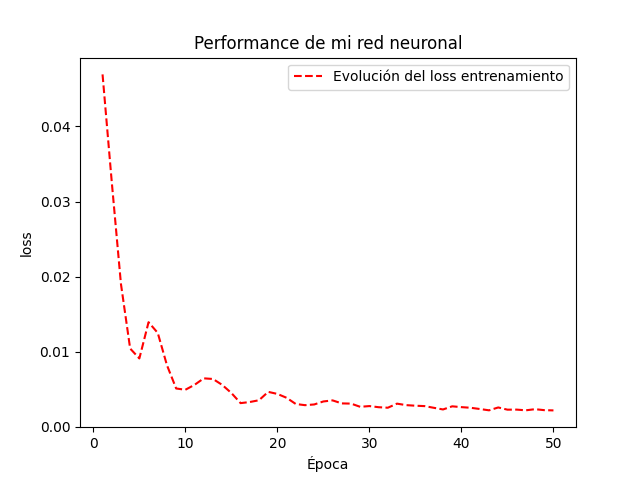 Performance de mi red neuronal
Evolución del loss entrenamiento
loss
0.04
0.03
0.02
0.01
0.00
0 10 20 30 40 50
Época